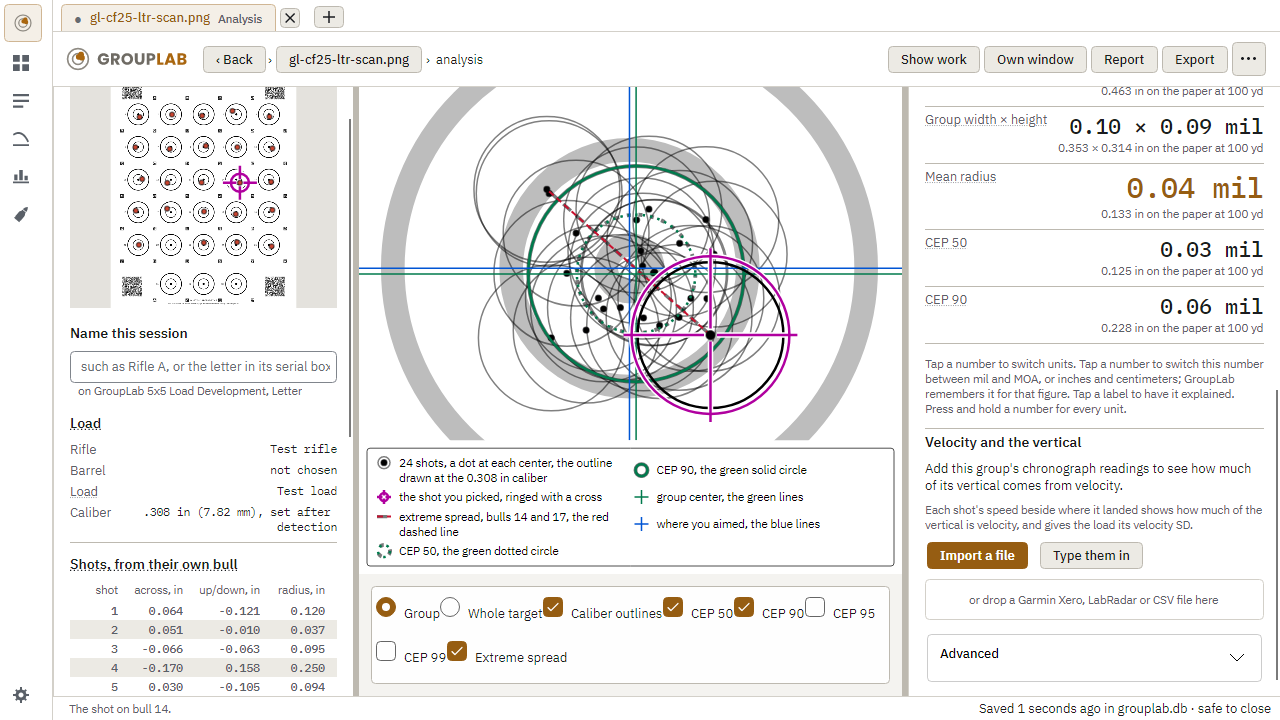 gl-cf25-ltr-scan.png Analysis
GROUPLAB
‹ Back › gl-cf25-ltr-scan.png › analysis
Show work
Own window
Report
Export
Name this session
such as Rifle A, or the letter in its serial box
on GroupLab 5x5 Load Development, Letter
Load
Rifle Test rifle
Barrel not chosen
Load Test load
Caliber .308 in (7.82 mm), set after
detection
Shots, from their own bull
shot across, in up/down, in radius, in
1 0.064 -0.121 0.120
2 0.051 -0.010 0.037
3 -0.066 -0.063 0.095
4 -0.170 0.158 0.250
5 0.030 -0.105 0.094
24 shots, a dot at each center, the outline
drawn at the 0.308 in caliber
the shot you picked, ringed with a cross
extreme spread, bulls 14 and 17, the red
dashed line
CEP 50, the green dotted circle
CEP 90, the green solid circle
group center, the green lines
where you aimed, the blue lines
Group Whole target Caliber outlines CEP 50 CEP 90 CEP 95
CEP 99 Extreme spread
0.463 in on the paper at 100 yd
Group width × height 0.10 × 0.09 mil
0.353 × 0.314 in on the paper at 100 yd
Mean radius 0.04 mil
0.133 in on the paper at 100 yd
CEP 50 0.03 mil
0.125 in on the paper at 100 yd
CEP 90 0.06 mil
0.228 in on the paper at 100 yd
Tap a number to switch units. Tap a number to switch this number
between mil and MOA, or inches and centimeters; GroupLab
remembers it for that figure. Tap a label to have it explained.
Press and hold a number for every unit.
Velocity and the vertical
Add this group's chronograph readings to see how much
of its vertical comes from velocity.
Each shot's speed beside where it landed shows how much of the
vertical is velocity, and gives the load its velocity SD.
Import a file
Type them in
or drop a Garmin Xero, LabRadar or CSV file here
Advanced
The shot on bull 14.
Saved 1 seconds ago in grouplab.db · safe to close